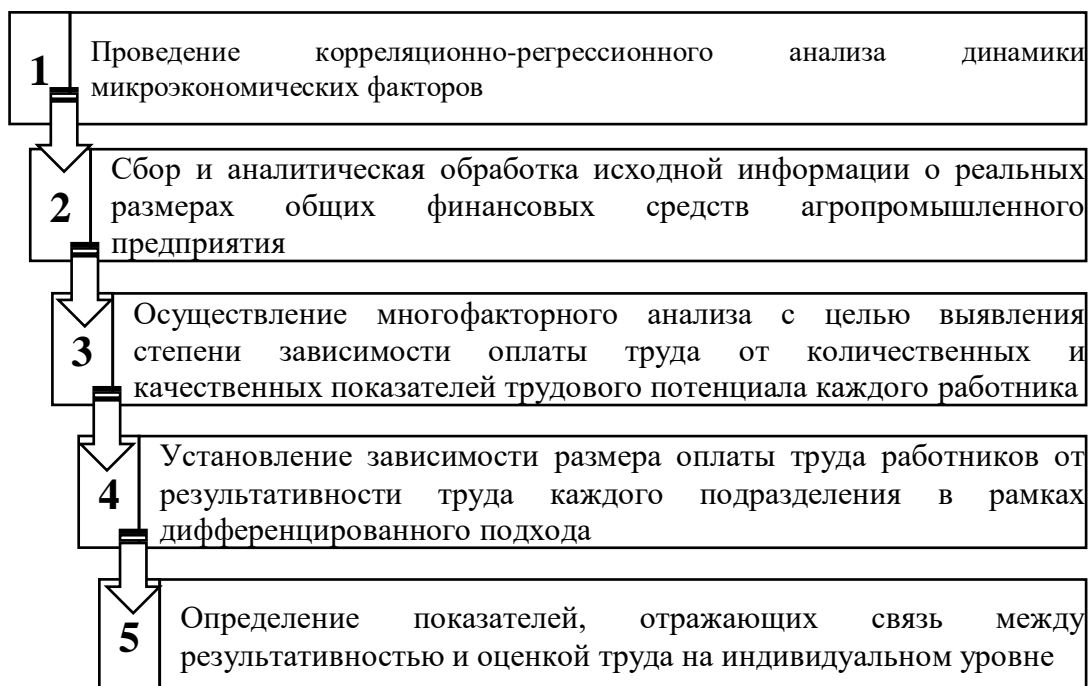 1
Проведение корреляционно-регрессионного анализа динамики
микроэкономических факторов
2
Сбор и аналитическая обработка исходной информации о реальных
размерах общих финансовых средств агропромышленного
предприятия
3
Осуществление многофакторного анализа с целью выявления
степени зависимости оплаты труда от количественных и
качественных показателей трудового потенциала каждого работника
4
Установление зависимости размера оплаты труда работников от
результативности труда каждого подразделения в рамках
дифференцированного подхода
5
Определение показателей, отражающих связь между
результативностью и оценкой труда на индивидуальном уровне